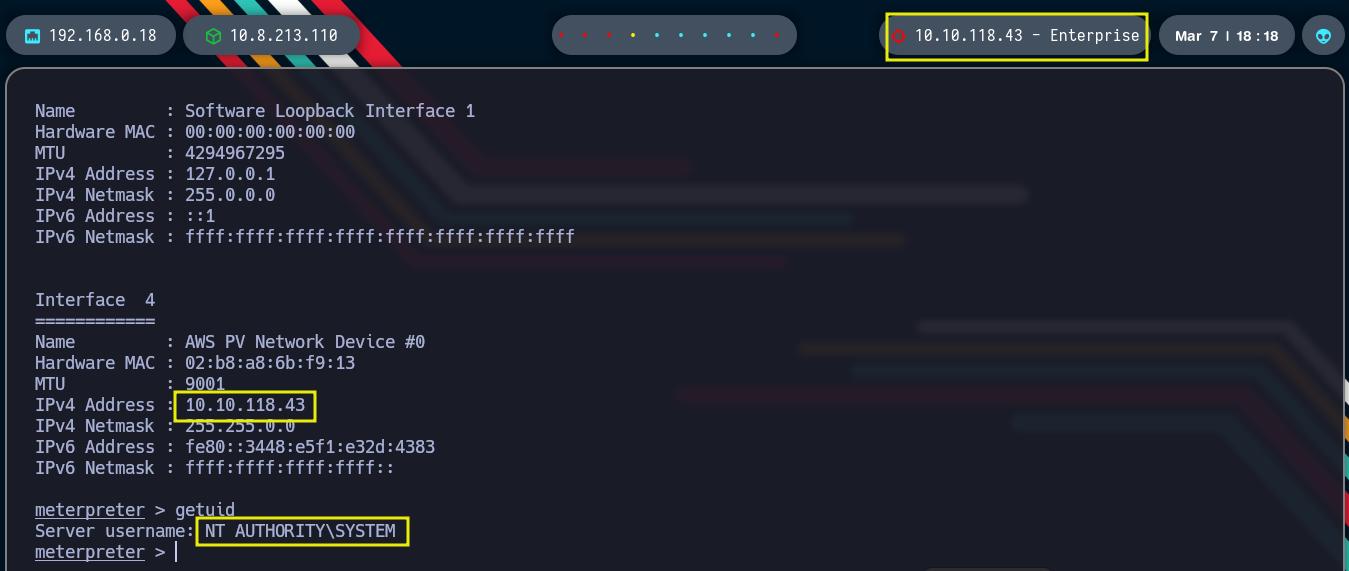 192.168.0.18 10.8.213.110 10.10.118.43 - Enterprise Mar 7 | 18:18
Name : Software Loopback Interface 1
Hardware MAC : 00:00:00:00:00:00
MTU : 4294967295
IPv4 Address : 127.0.0.1
IPv4 Netmask : 255.0.0.0
IPv6 Address : ::1
IPv6 Netmask : ffff:ffff:ffff:ffff:ffff:ffff:ffff:ffff
Interface 4
============
Name : AWS PV Network Device #0
Hardware MAC : 02:b8:a8:6b:f9:13
MTU : 9001
IPv4 Address : 10.10.118.43
IPv4 Netmask : 255.255.0.0
IPv6 Address : fe80::3448:e5f1:e32d:4383
IPv6 Netmask : ffff:ffff:ffff:ffff::
meterpreter > getuid
Server username: NT AUTHORITY\SYSTEM
meterpreter >